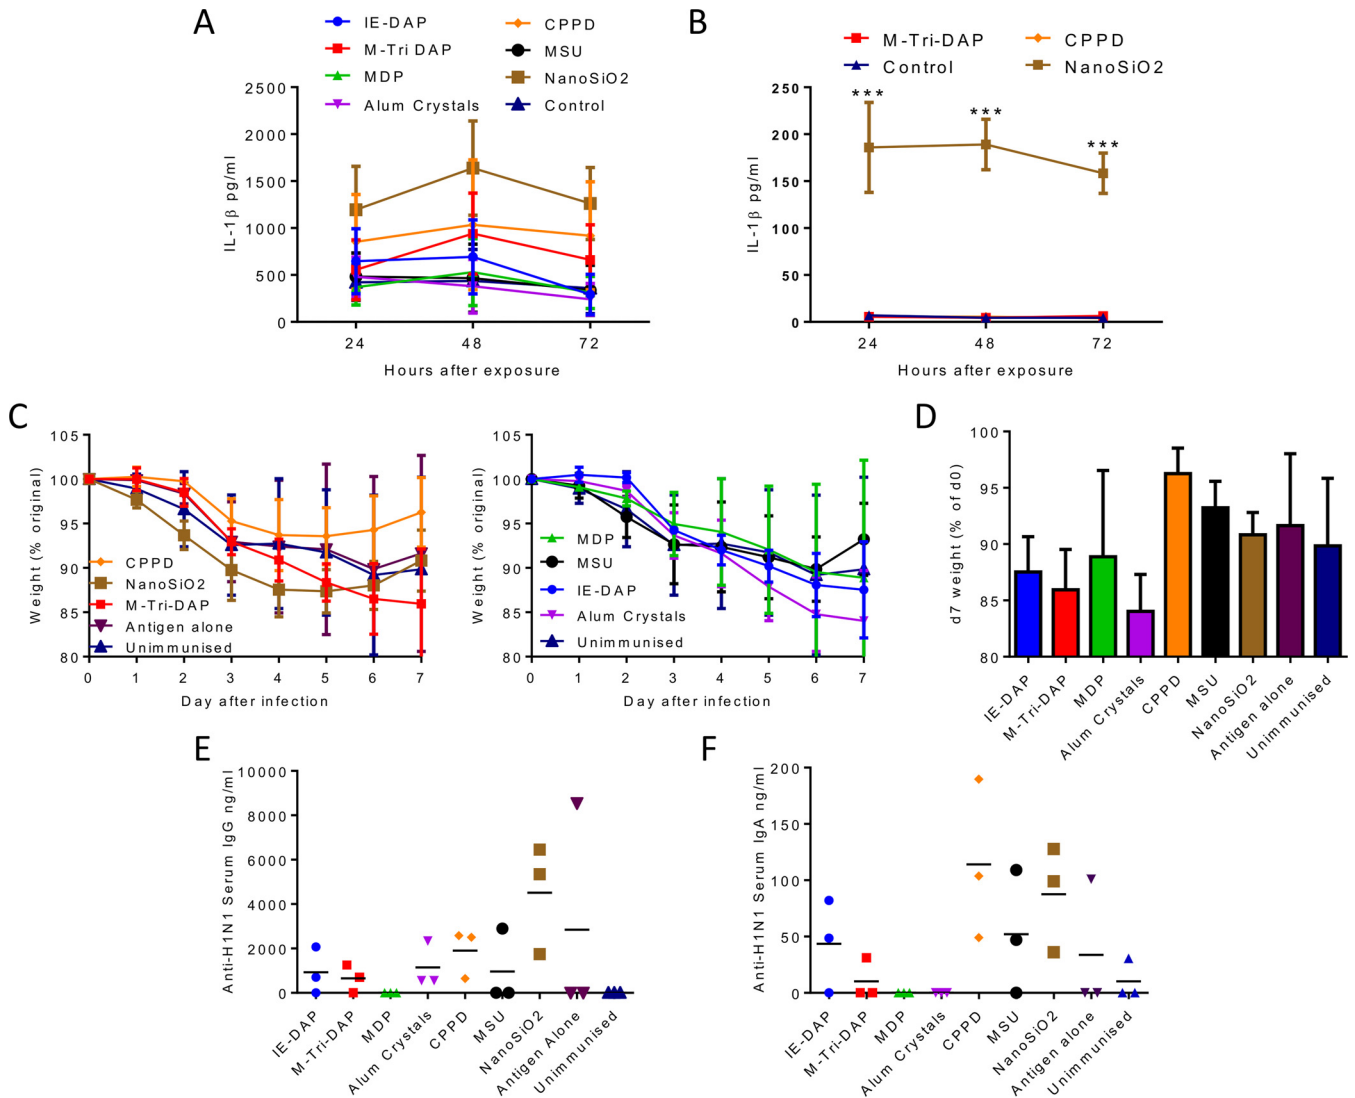 A
IE-DAP
M-Tri DAP
MDP
Alum Crystals
CPPD
MSU
NanoSiO2
Control
2500
2000
1500
1000
500
0
IL-1β pg/ml
24 48 72
Hours after exposure
B
M-Tri-DAP
Control
CPPD
NanoSiO2
250
200
150
100
50
0
IL-1β pg/ml
***
***
***
24 48 72
Hours after exposure
C
105
100
95
90
85
80
Weight (% original)
CPPD
NanoSiO2
M-Tri-DAP
Antigen alone
Unimmunised
0 1 2 3 4 5 6 7
Day after infection
105
100
95
90
85
80
Weight (% original)
MDP
MSU
IE-DAP
Alum Crystals
Unimmunised
0 1 2 3 4 5 6 7
Day after infection
D
100
95
90
85
80
d7 weight (% of d0)
IE-DAP
M-Tri-DAP
MDP
Alum Crystals
CPPD
MSU
NanoSiO2
Antigen alone
Unimmunised
E
10000
8000
6000
4000
2000
0
Anti-H1N1 Serum IgG ng/ml
IE-DAP
M-Tri-DAP
MDP
Alum Crystals
CPPD
MSU
NanoSiO2
Antigen Alone
Unimmunised
F
200
150
100
50
0
Anti-H1N1 Serum IgA ng/ml
IE-DAP
M-Tri-DAP
MDP
Alum Crystals
CPPD
MSU
NanoSiO2
Antigen alone
Unimmunised